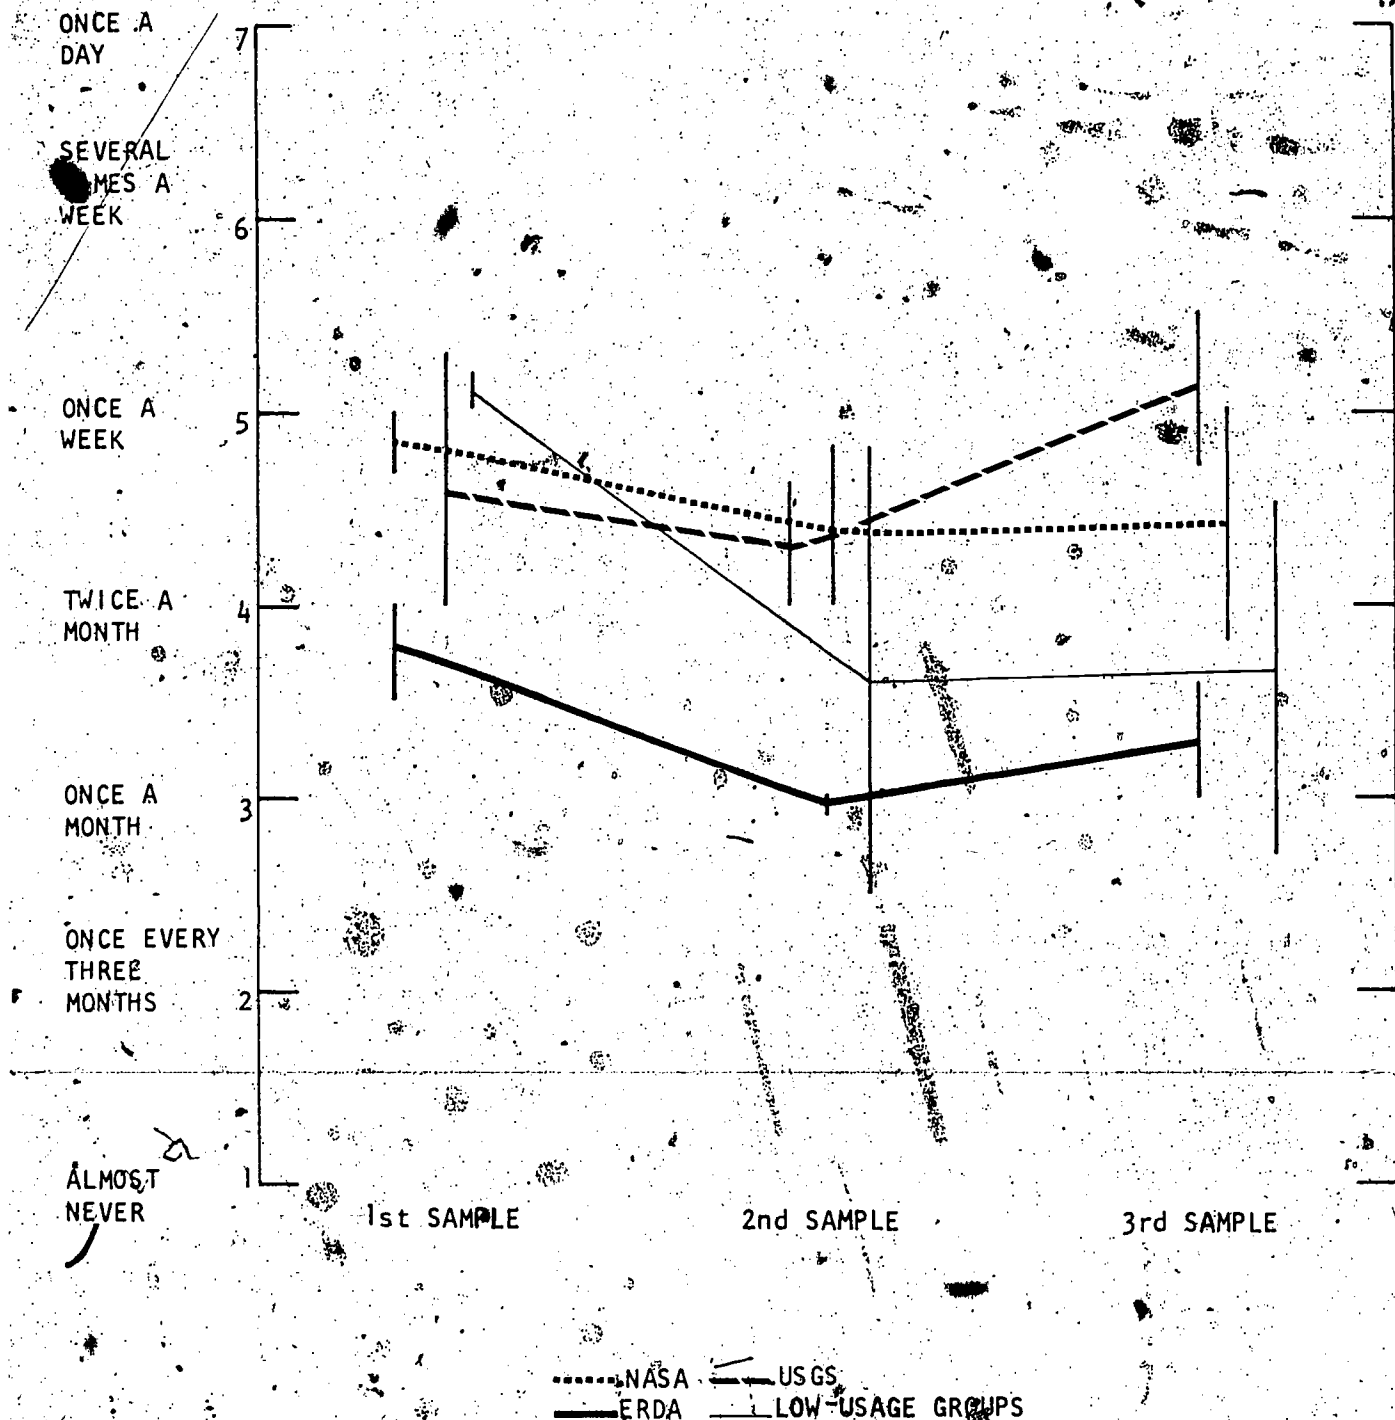 ONCE A
DAY
7
SEVERAL
A
WEEK
6
ONCE A
WEEK
5
TWICE A
MONTH
4
ONCE A
MONTH
3
ONCE EVERY
THREE
MONTHS
2
ALMOST
NEVER
1
1st SAMPLE 2nd SAMPLE 3rd SAMPLE
NASA USGS
ERDA LOW-USAGE GROUPS